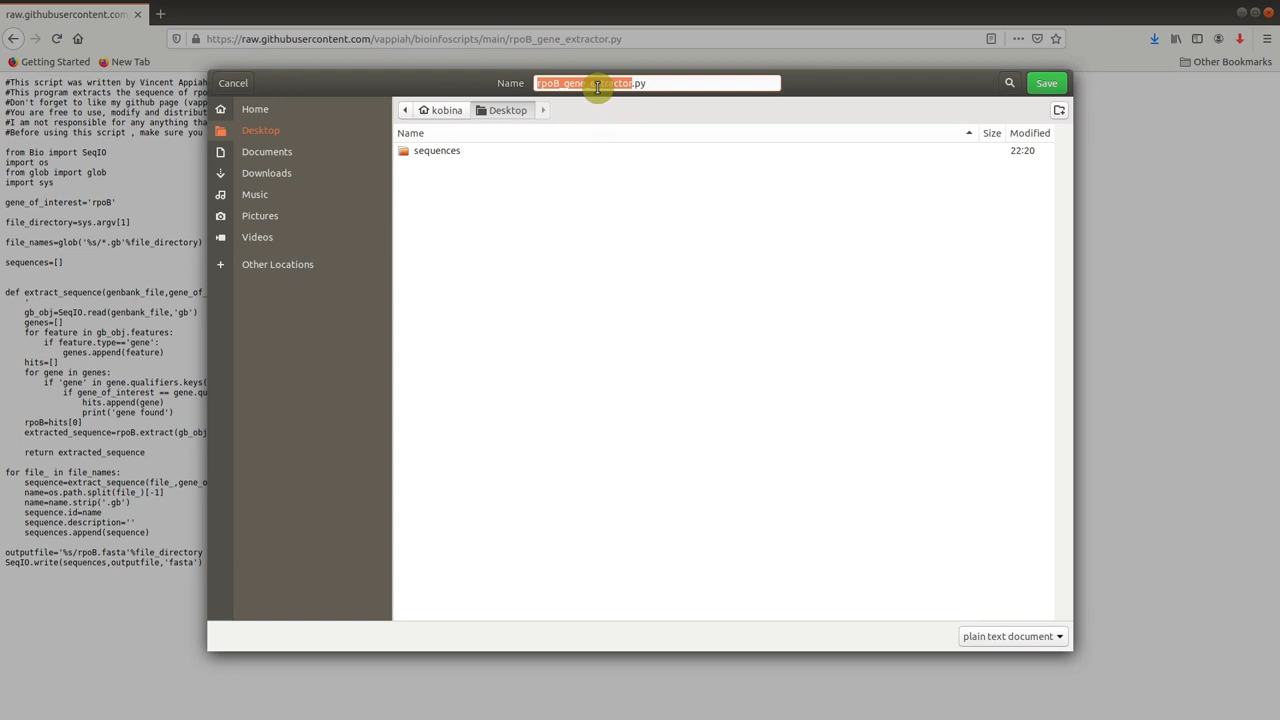 raw.githubusercontent.com
https://raw.githubusercontent.com/vappiah/bioinfoscripts/main/rpoB_gene_extractor.py
Getting Started
New Tab
Other Bookmarks
Cancel
Name
rpoB_gene_extractor.py
Save
kobina
Desktop
Home
Desktop
Documents
Downloads
Music
Pictures
Videos
Other Locations
Name
Size
Modified
sequences
22:20
plain text document
#This script was written by Vincent Appiah
#This program extracts the sequence of rpo
#Don't forget to like my github page (vapp
#You are free to use, modify and distribut
#I am not responsible for any anything tha
#Before using this script , make sure you
from Bio import SeqIO
import os
from glob import glob
import sys
gene_of_interest='rpoB'
file_directory=sys.argv[1]
file_names=glob('%s/*.gb'%file_directory)
sequences=[]
def extract_sequence(genbank_file,gene_of_
'
gb_obj=SeqIO.read(genbank_file,'gb')
genes=[]
for feature in gb_obj.features:
if feature.type=='gene':
genes.append(feature)
hits=[]
for gene in genes:
if 'gene' in gene.qualifiers.keys(
if gene_of_interest == gene.qu
hits.append(gene)
print('gene found')
rpoB=hits[0]
extracted_sequence=rpoB.extract(gb_obj
return extracted_sequence
for file_ in file_names:
sequence=extract_sequence(file_,gene_o
name=os.path.split(file_)[-1]
name=name.strip('.gb')
sequence.id=name
sequence.description=''
sequences.append(sequence)
outputfile='%s/rpoB.fasta'%file_directory
SeqIO.write(sequences,outputfile,'fasta')